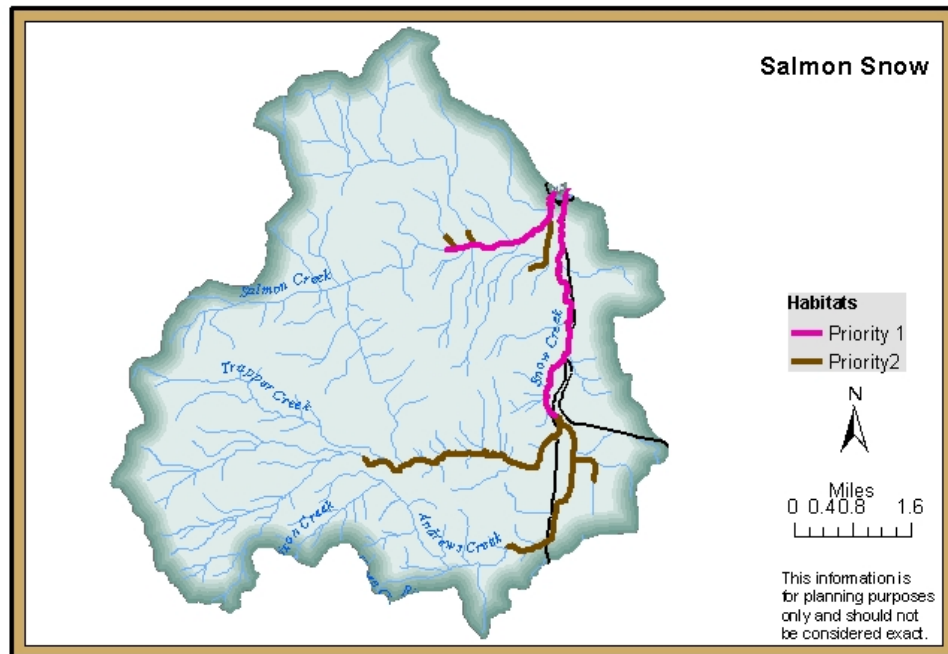 Salmon Snow
Salmon Creek
Snow Creek
Trapper Creek
Andrews Creek
Creek
Habitats
Priority 1
Priority2
N
Miles
0 0.40.8 1.6
This information is
for planning purposes
only and should not
be considered exact.